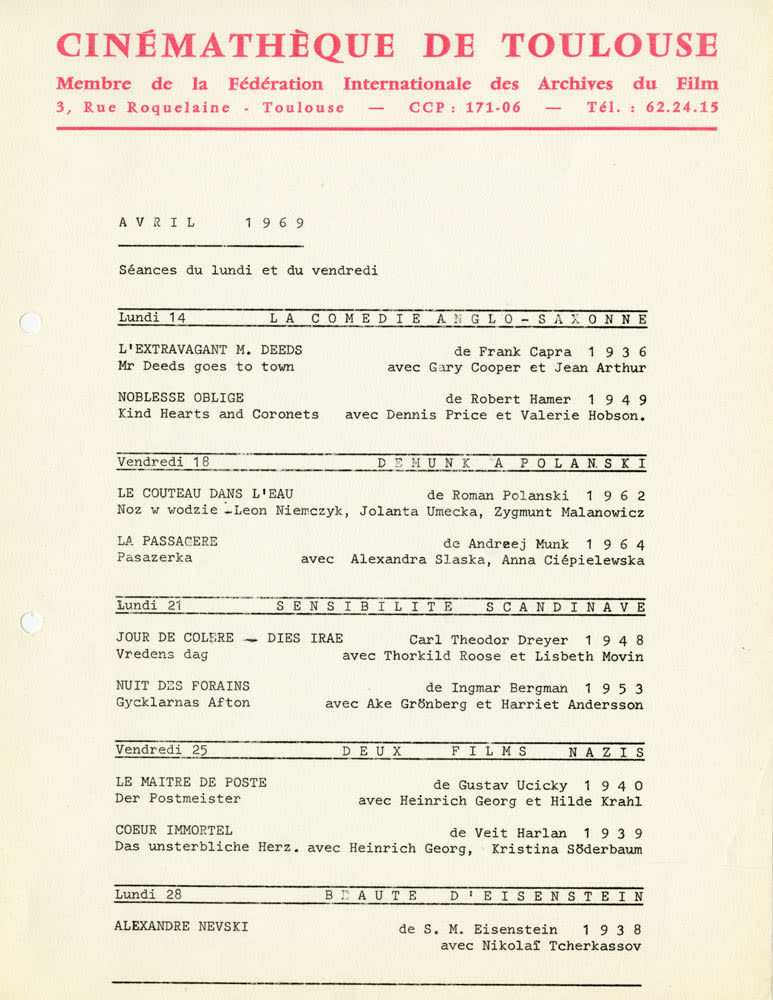 CINÉMATHÈQUE DE TOULOUSE
Membre de la Fédération Internationale des Archives du Film
3, Rue Roquelaine - Toulouse — CCP : 171-06 — Tél. : 62.24.15
AVRIL 1969
Séances du lundi et du vendredi
Lundi 14 LA COMEDIE ANGLO-SAXONNE
L'EXTRAVAGANT M. DEEDS de Frank Capra 1936
Mr Deeds goes to town avec Gary Cooper et Jean Arthur
NOBLESSE OBLIGE de Robert Hamer 1949
Kind Hearts and Coronets avec Dennis Price et Valerie Hobson.
Vendredi 18 DE MUNK A POLANSKI
LE COUTEAU DANS L'EAU de Roman Polanski 1962
Noz w wodzie -Leon Niemczyk, Jolanta Umecka, Zygmunt Malanowicz
LA PASSAGERE de Andreej Munk 1964
Pasazerka avec Alexandra Slaska, Anna Ciépielewska
Lundi 21 SENSIBILITE SCANDINAVE
JOUR DE COLERE - DIES IRAE Carl Theodor Dreyer 1948
Vredens dag avec Thorkild Roose et Lisbeth Movin
NUIT DES FORAINS de Ingmar Bergman 1953
Gycklarnas Afton avec Ake Grönberg et Harriet Andersson
Vendredi 25 DEUX FILMS NAZIS
LE MAITRE DE POSTE de Gustav Ucicky 1940
Der Postmeister avec Heinrich Georg et Hilde Krahl
COEUR IMMORTEL de Veit Harlan 1939
Das unsterbliche Herz. avec Heinrich Georg, Kristina Söderbaum
Lundi 28 BEAUTE D'EISENSTEIN
ALEXANDRE NEVSKI de S. M. Eisenstein 1938
avec Nikolaï Tcherkassov